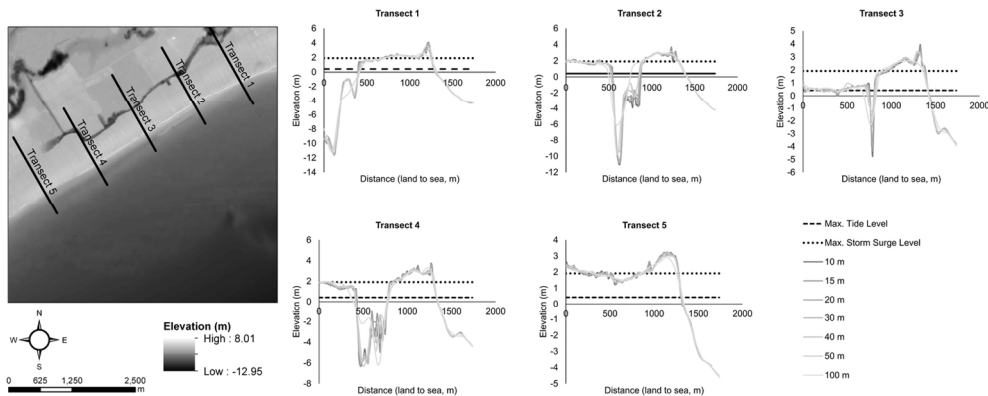 Transect 1
Transect 2
Transect 3
Transect 4
Transect 5
N
W E
S
0 625 1,250 2,500
m
Elevation (m)
High : 8.01
Low : -12.95
Transect 1
Elevation (m)
6
4
2
0
-2
-4
-6
-8
-10
-12
-14
0 500 1000 1500 2000
Distance (land to sea, m)
Transect 2
Elevation (m)
6
4
2
0
-2
-4
-6
-8
-10
-12
0 500 1000 1500 2000
Distance (land to sea, m)
Transect 3
Elevation (m)
5
4
3
2
1
0
-1
-2
-3
-4
-5
-6
0 500 1000 1500 2000
Distance (land to sea, m)
Transect 4
Elevation (m)
6
4
2
0
-2
-4
-6
-8
0 500 1000 1500 2000
Distance (land to sea, m)
Transect 5
Elevation (m)
4
3
2
1
0
-1
-2
-3
-4
-5
0 500 1000 1500 2000
Distance (land to sea, m)
Max. Tide Level
Max. Storm Surge Level
10 m
15 m
20 m
30 m
40 m
50 m
100 m